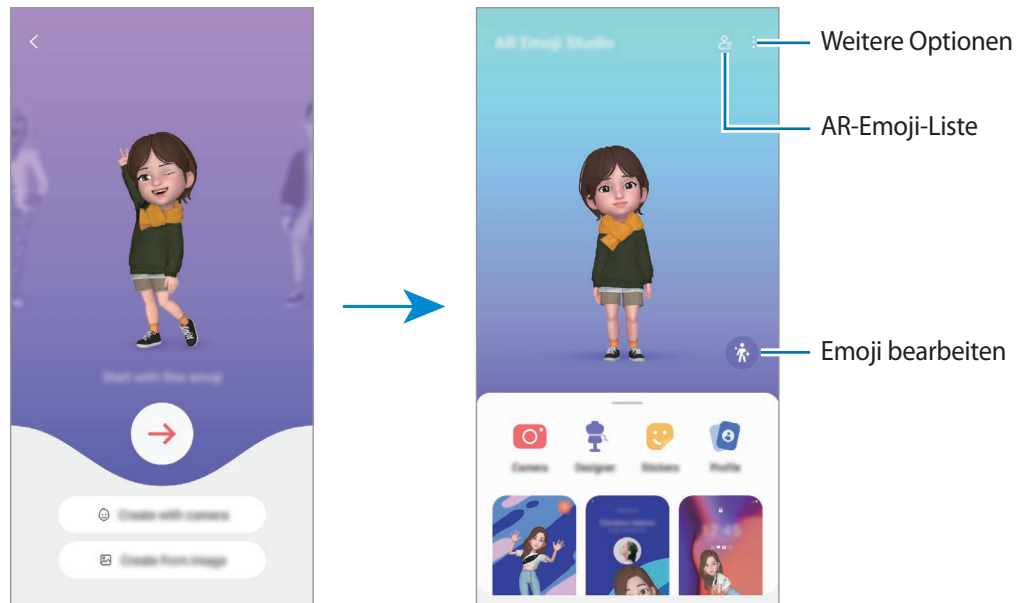 Weitere Optionen
AR-Emoji-Liste
Emoji bearbeiten
AR Emoji Studio
Start with this emoji
Create with camera
Create from image
Camera
Designer
Stickers
Profile